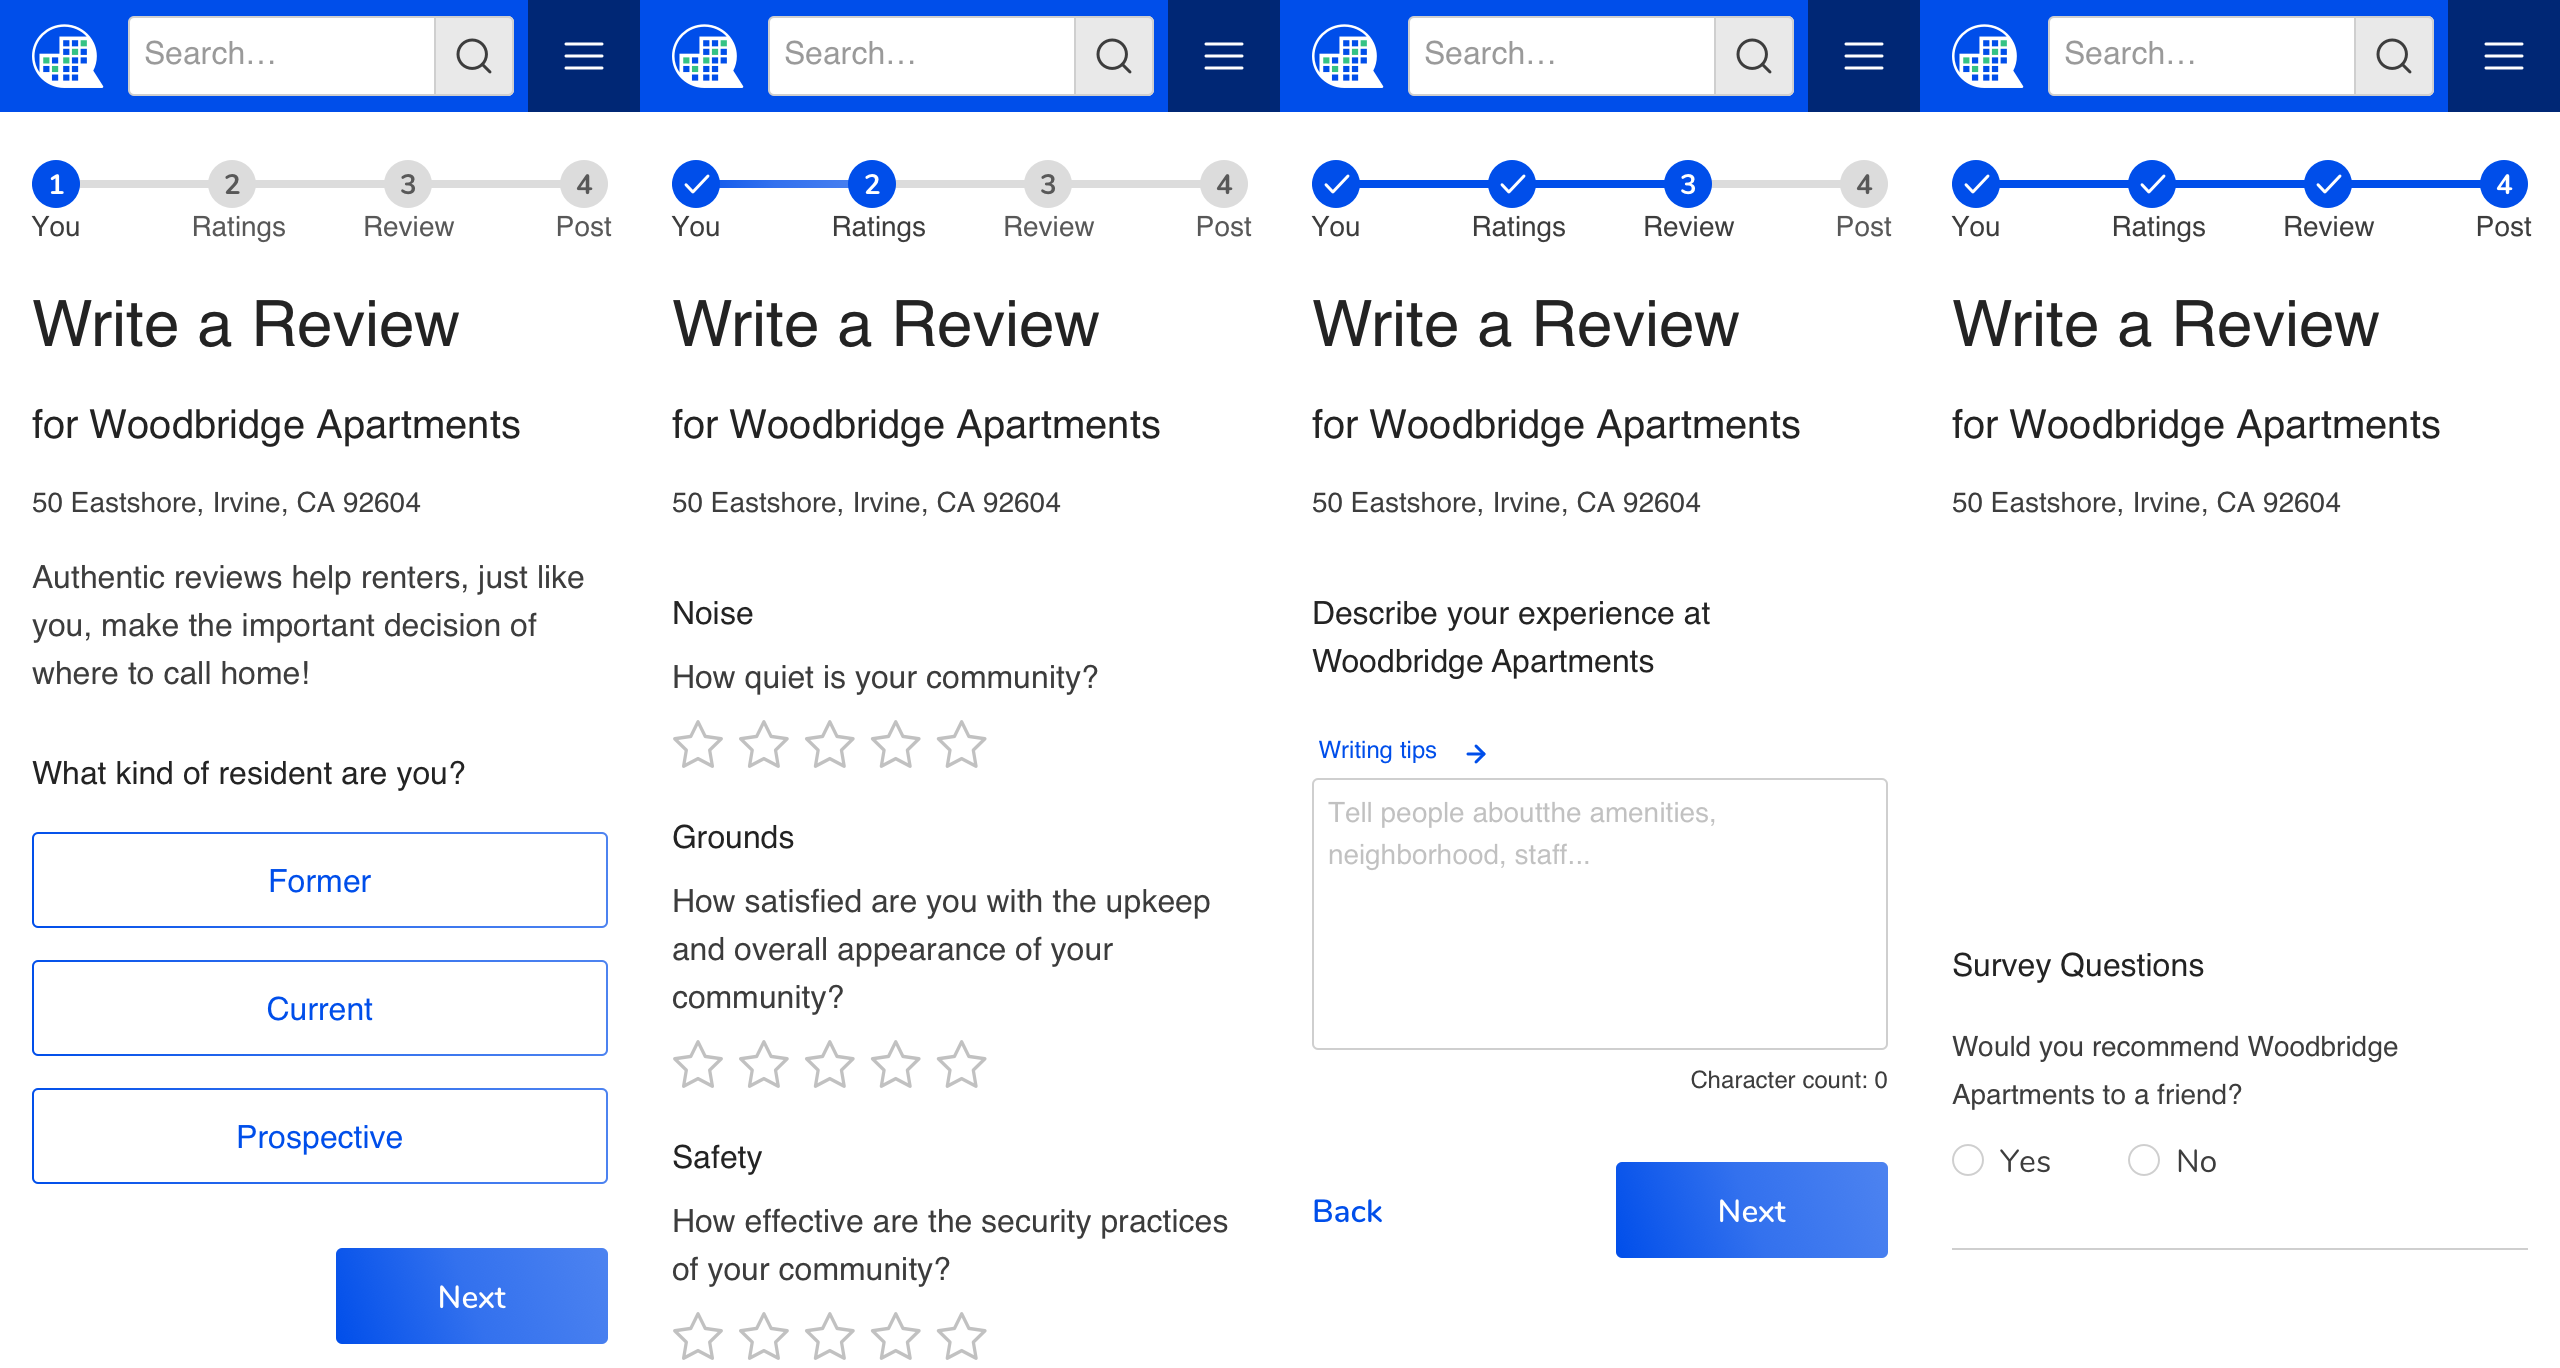 Search...
1 2 3 4
You Ratings Review Post
Write a Review
for Woodbridge Apartments
50 Eastshore, Irvine, CA 92604
Authentic reviews help renters, just like
you, make the important decision of
where to call home!
What kind of resident are you?
Former
Current
Prospective
Next
Search...
2 3 4
You Ratings Review Post
Write a Review
for Woodbridge Apartments
50 Eastshore, Irvine, CA 92604
Noise
How quiet is your community?
Grounds
How satisfied are you with the upkeep
and overall appearance of your
community?
Safety
How effective are the security practices
of your community?
Search...
3 4
You Ratings Review Post
Write a Review
for Woodbridge Apartments
50 Eastshore, Irvine, CA 92604
Describe your experience at
Woodbridge Apartments
Writing tips
Tell people aboutthe amenities,
neighborhood, staff...
Character count: 0
Back Next
Search...
4
You Ratings Review Post
Write a Review
for Woodbridge Apartments
50 Eastshore, Irvine, CA 92604
Survey Questions
Would you recommend Woodbridge
Apartments to a friend?
Yes No